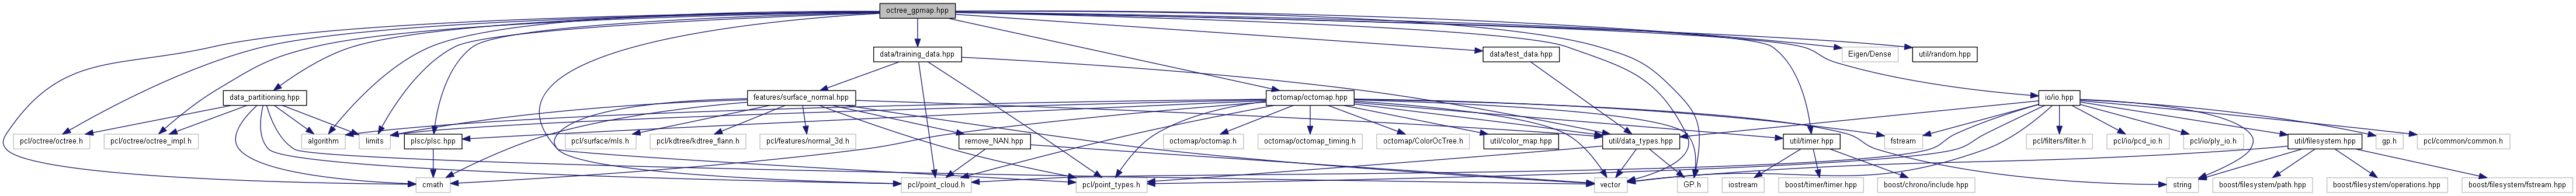 octree_gpmap.hpp
data/training_data.hpp
data/test_data.hpp
Eigen/Dense
util/random.hpp
data_partitioning.hpp
features/surface_normal.hpp
octomap/octomap.hpp
io/io.hpp
pcl/octree/octree.h
pcl/octree/octree_impl.h
algorithm
limits
plsc/plsc.hpp
pcl/surface/mls.h
pcl/kdtree/kdtree_flann.h
pcl/features/normal_3d.h
remove_NAN.hpp
octomap/octomap.h
octomap/octomap_timing.h
octomap/ColorOcTree.h
util/color_map.hpp
util/data_types.hpp
util/timer.hpp
fstream
pcl/filters/filter.h
pcl/io/pcd_io.h
pcl/io/ply_io.h
util/filesystem.hpp
gp.h
pcl/common/common.h
cmath
pcl/point_cloud.h
pcl/point_types.h
vector
GP.h
iostream
boost/timer/timer.hpp
boost/chrono/include.hpp
string
boost/filesystem/path.hpp
boost/filesystem/operations.hpp
boost/filesystem/fstream.hpp